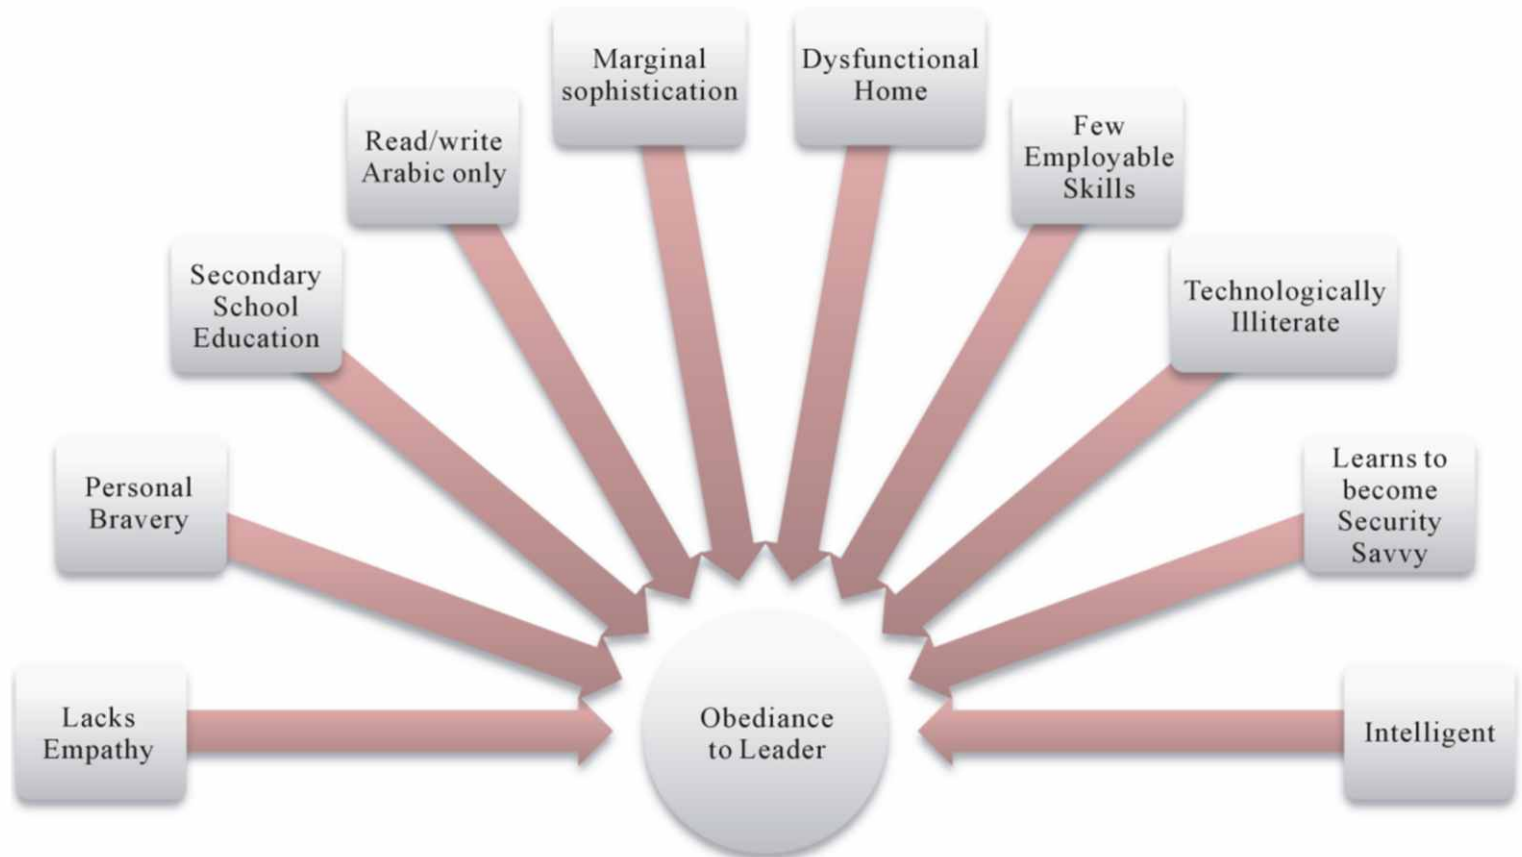 Marginal
sophistication
Dysfunctional
Home
Read/write
Arabic only
Few
Employable
Skills
Secondary
School
Education
Technologically
Illiterate
Personal
Bravery
Learns to
become
Security
Savvy
Lacks
Empathy
Obediance
to Leader
Intelligent